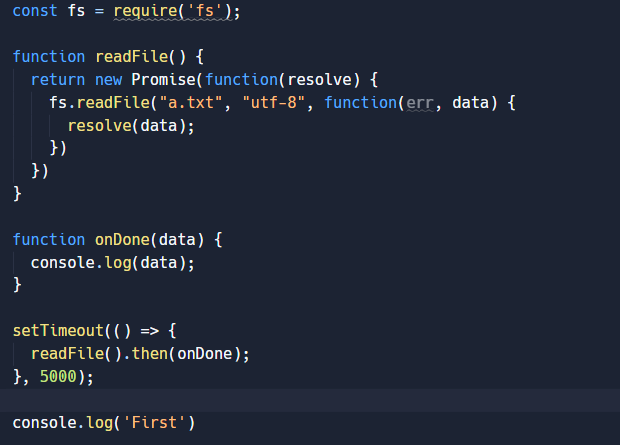 const fs = require('fs');
function readFile() {
return new Promise(function(resolve) {
fs.readFile("a.txt", "utf-8", function(err, data) {
resolve(data);
})
})
}
function onDone(data) {
console.log(data);
}
setTimeout(() => {
readFile().then(onDone);
}, 5000);
console.log('First')